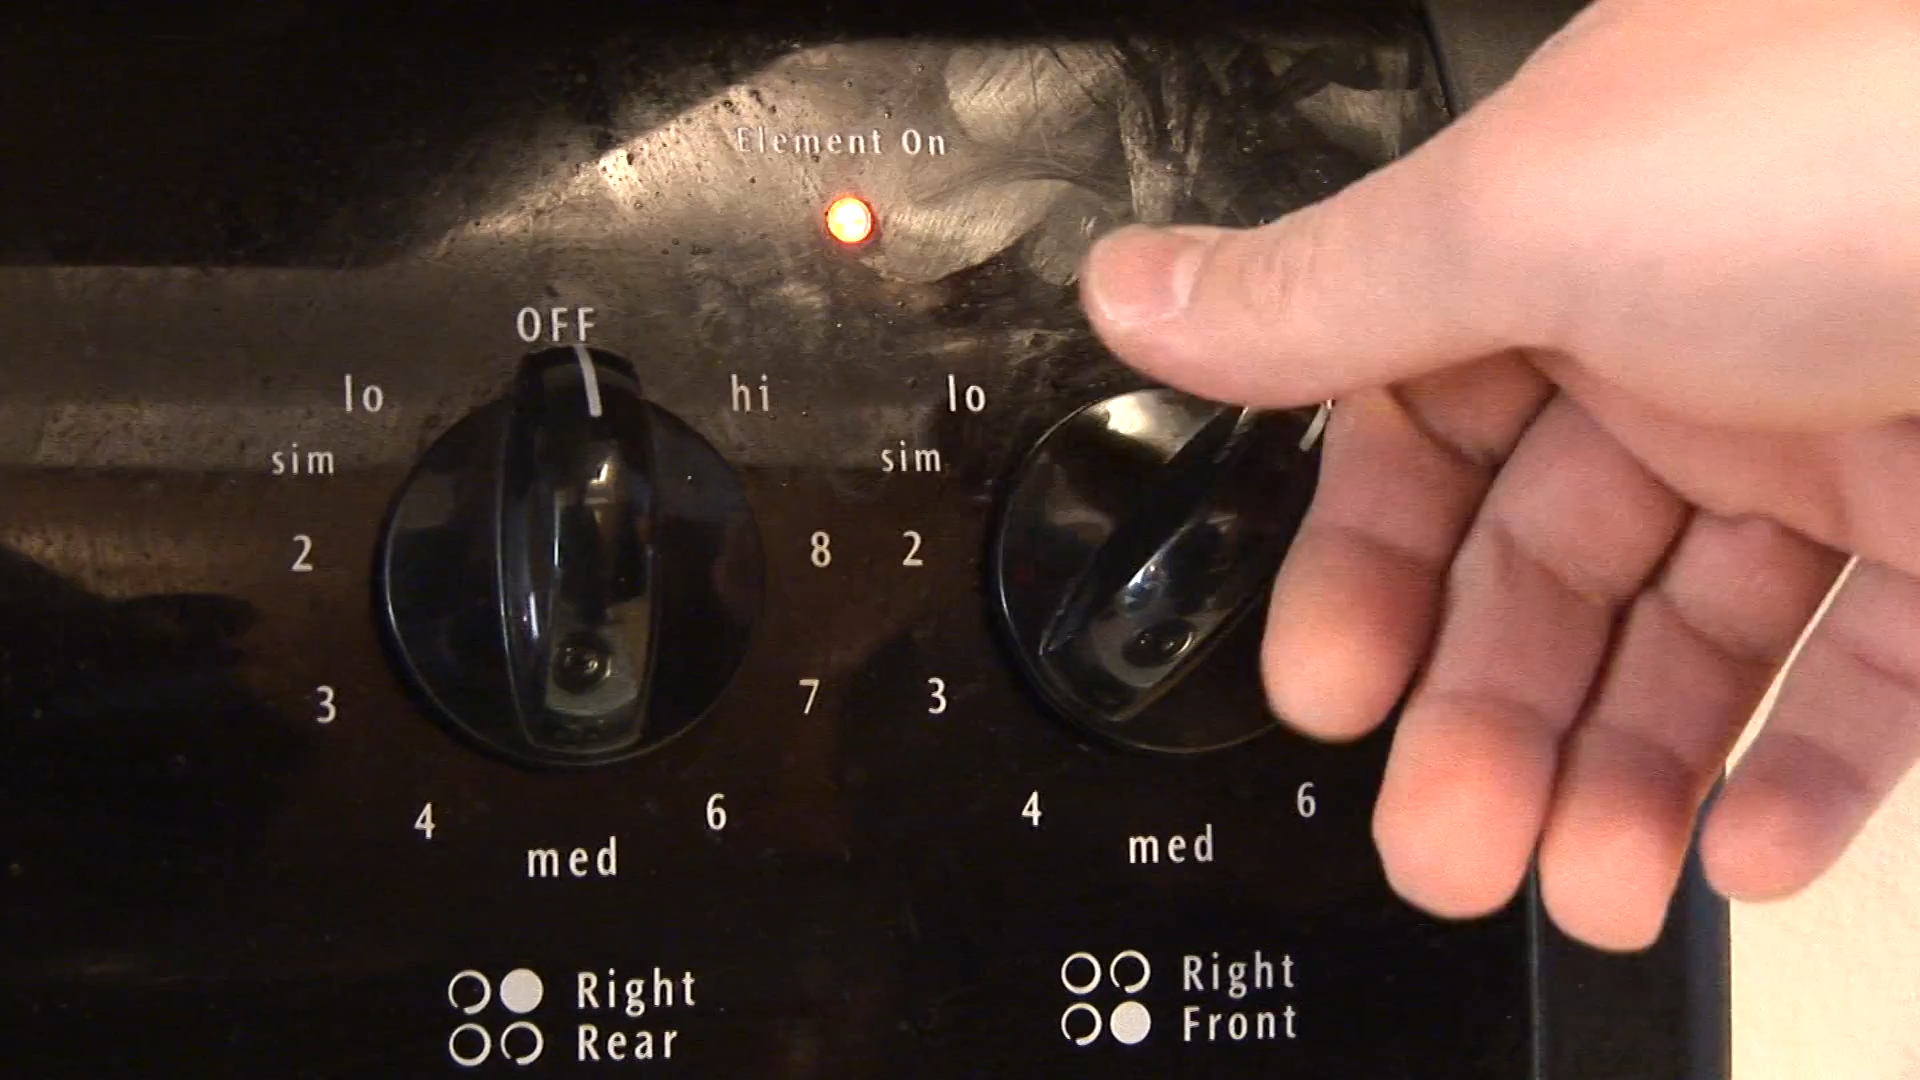 Element On
OFF
lo
hi
lo
sim
sim
2
8
2
3
7
3
4
6
4
6
med
med
Right
Rear
Right
Front